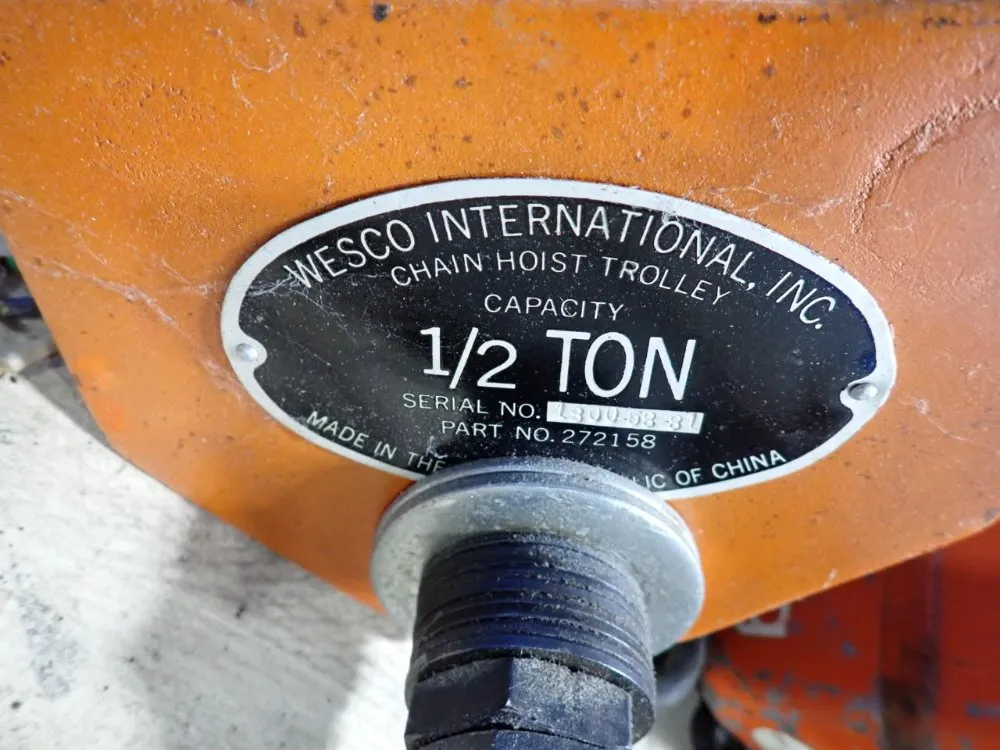 WESCO INTERNATIONAL, INC.
CHAIN HOIST TROLLEY
CAPACITY
1/2 TON
SERIAL NO.
PART NO. 272158
MADE IN THE OF CHINA